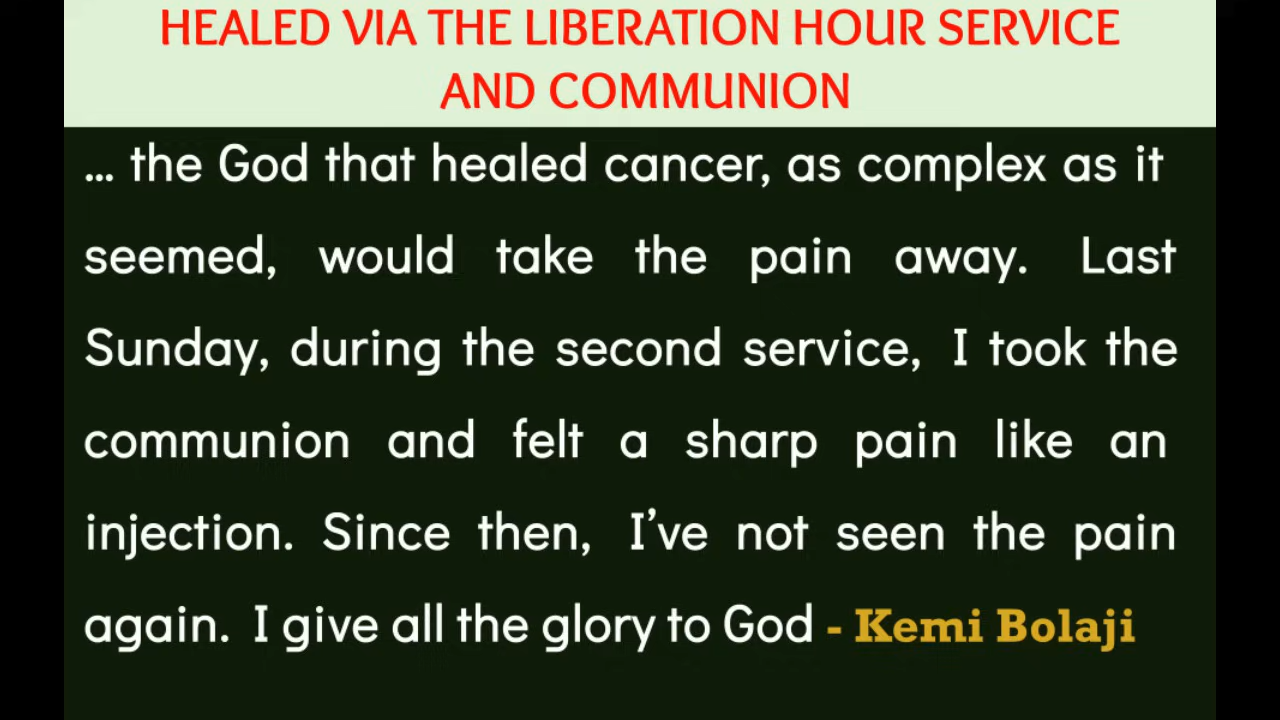 HEALED VIA THE LIBERATION HOUR SERVICE
AND COMMUNION
... the God that healed cancer, as complex as it
seemed, would take the pain away. Last
Sunday, during the second service, I took the
communion and felt a sharp pain like an
injection. Since then, I’ve not seen the pain
again. I give all the glory to God - Kemi Bolaji